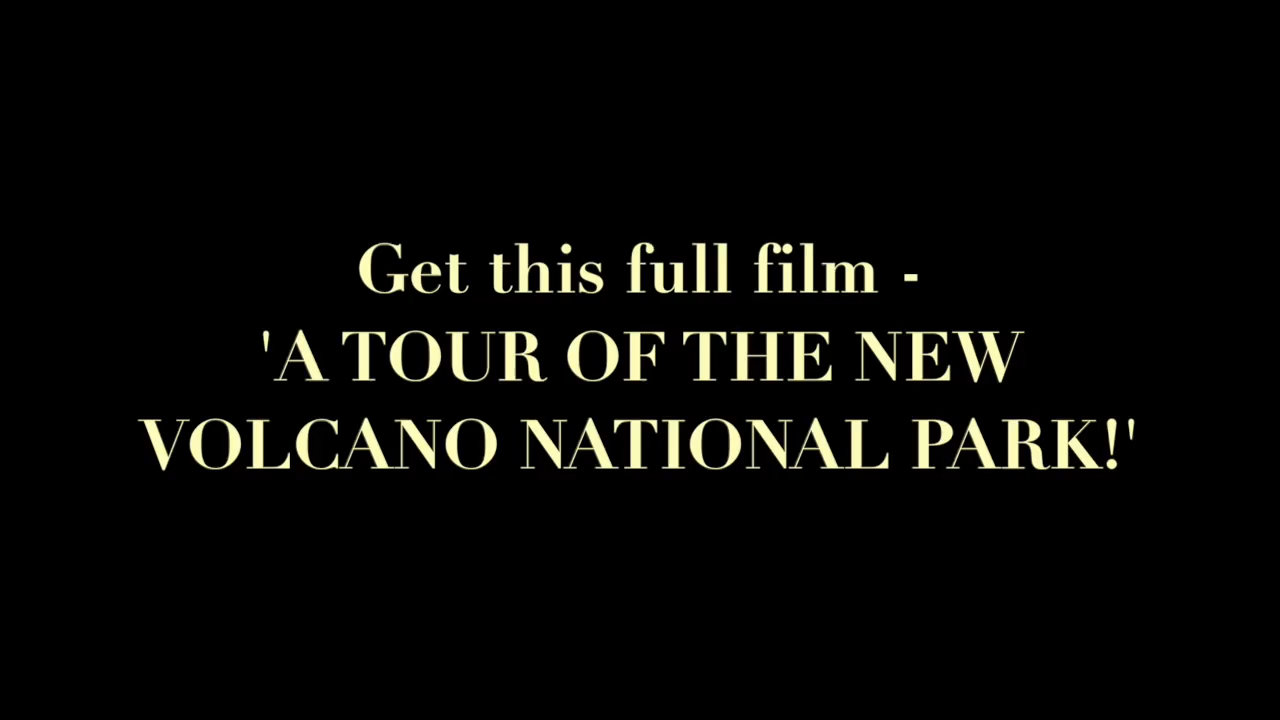 Get this full film -
'A TOUR OF THE NEW
VOLCANO NATIONAL PARK!'